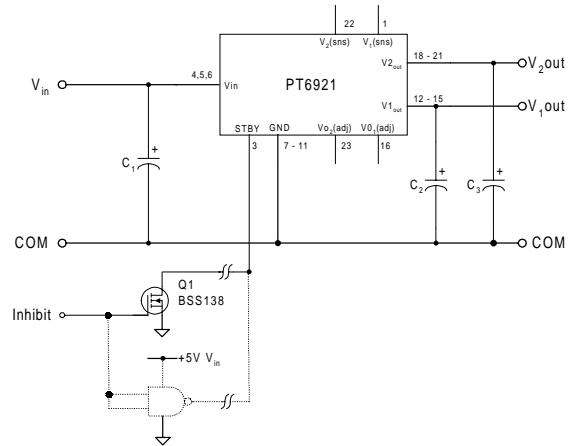 22 1
V2(sns) V1(sns)
18 - 21
V2out
V2out
Vin
4,5,6
Vin
PT6921
12 - 15
V1out
V1out
STBY GND Vo2(adj) V01(adj)
3 7 - 11 23 16
C1 +
C2 +
C3 +
COM COM
Q1
BSS138
Inhibit
+5V Vin